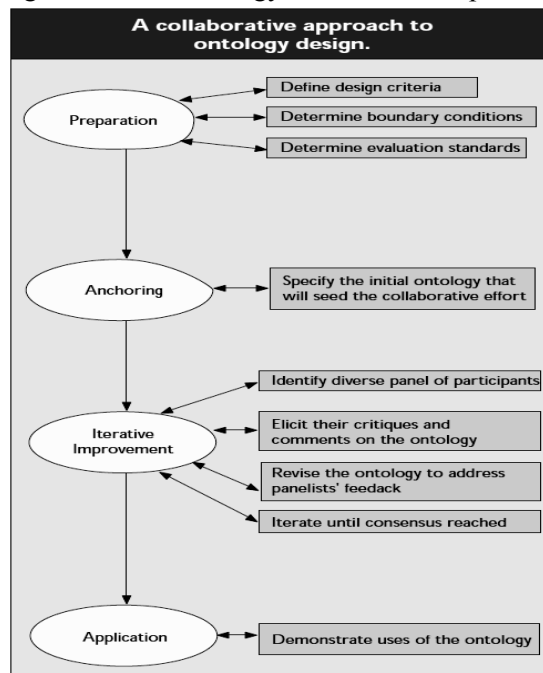 A collaborative approach to
ontology design.
Preparation
Define design criteria
Determine boundary conditions
Determine evaluation standards
Anchoring
Specify the initial ontology that
will seed the collaborative effort
Iterative
Improvement
Identify diverse panel of participants
Elicit their critiques and
comments on the ontology
Revise the ontology to address
panelists' feedack
Iterate until consensus reached
Application
Demonstrate uses of the ontology